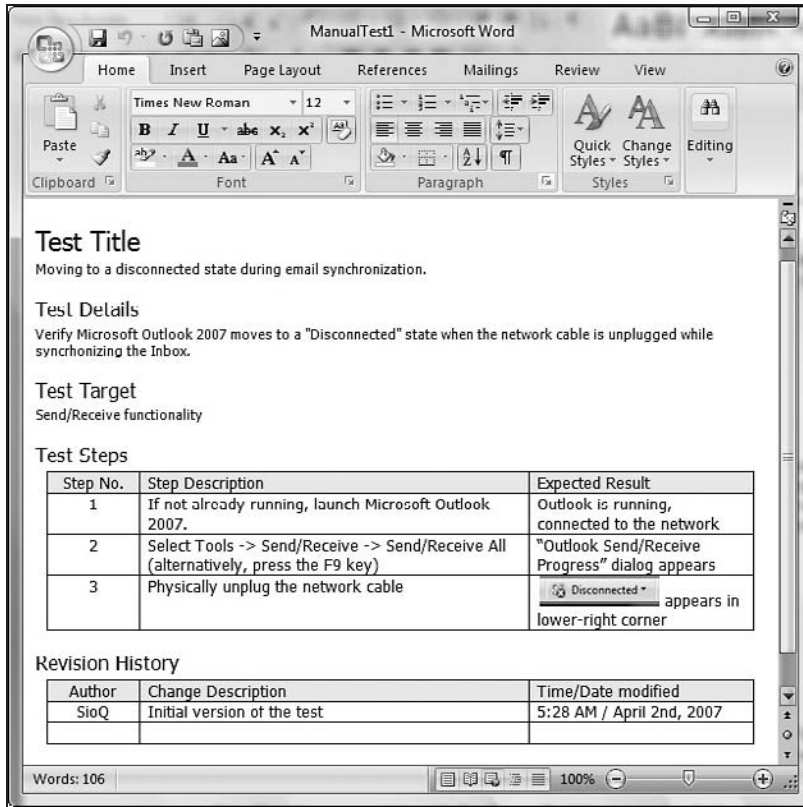 ManualTest1 - Microsoft Word
Home Insert Page Layout References Mailings Review View
Times New Roman 12
B I U abc X₂ X²
Aa A A
Paste
Quick Styles Change Styles
Editing
Clipboard Font Paragraph Styles
Test Title
Moving to a disconnected state during email synchronization.
Test Details
Verify Microsoft Outlook 2007 moves to a "Disconnected" state when the network cable is unplugged while
syncrhonizing the Inbox.
Test Target
Send/Receive functionality
Test Steps
Step No. Step Description Expected Result
1 If not already running, launch Microsoft Outlook 2007. Outlook is running, connected to the network
2 Select Tools -> Send/Receive -> Send/Receive All (alternatively, press the F9 key) “Outlook Send/Receive Progress” dialog appears
3 Physically unplug the network cable Disconnected appears in lower-right corner
Revision History
Author Change Description Time/Date modified
SioQ Initial version of the test 5:28 AM / April 2nd, 2007
Words: 106 100%